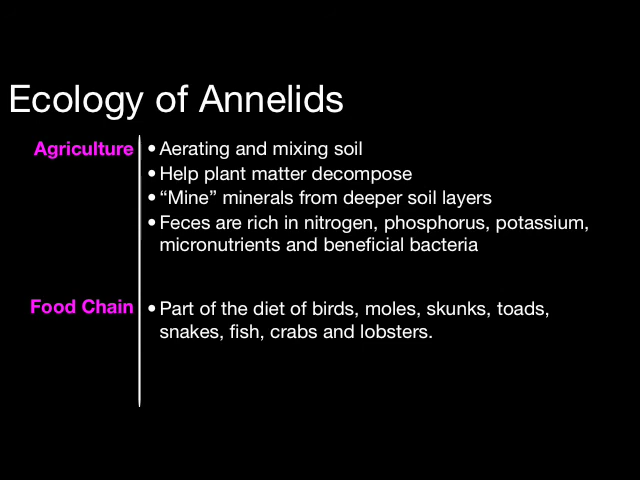 Ecology of Annelids
Agriculture
• Aerating and mixing soil
• Help plant matter decompose
• “Mine” minerals from deeper soil layers
• Feces are rich in nitrogen, phosphorus, potassium,
micronutrients and beneficial bacteria
Food Chain
• Part of the diet of birds, moles, skunks, toads,
snakes, fish, crabs and lobsters.